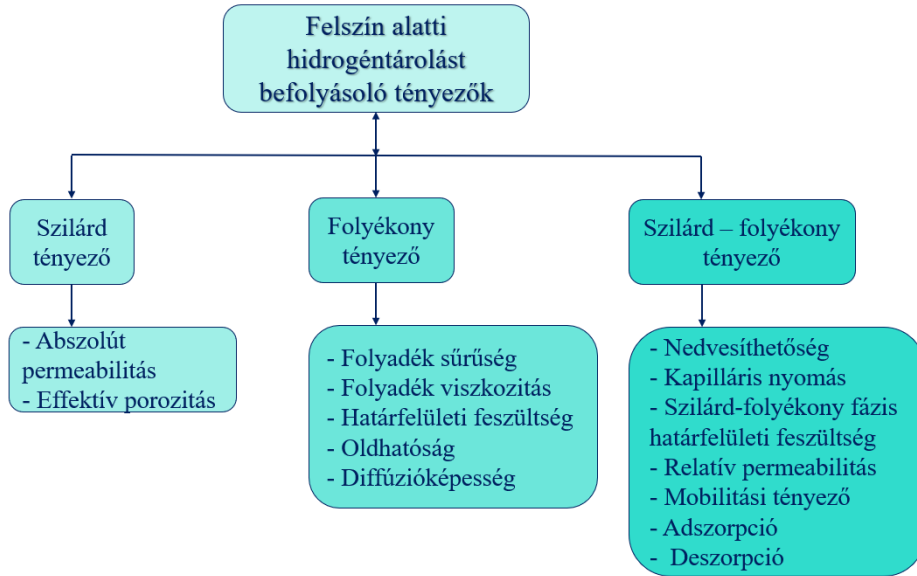 Felszín alatti
hidrogéntárolást
befolyásoló tényezők
Szilárd
tényező
Folyékony
tényező
Szilárd – folyékony
tényező
- Abszolút
permeabilitás
- Effektív porozitás
- Folyadék sűrűség
- Folyadék viszkozitás
- Határfelületi feszültség
- Oldhatóság
- Diffúzióképesség
- Nedvesíthetőség
- Kapilláris nyomás
- Szilárd-folyékony fázis
határfelületi feszültség
- Relatív permeabilitás
- Mobilitási tényező
- Adszorpció
- Deszorpció